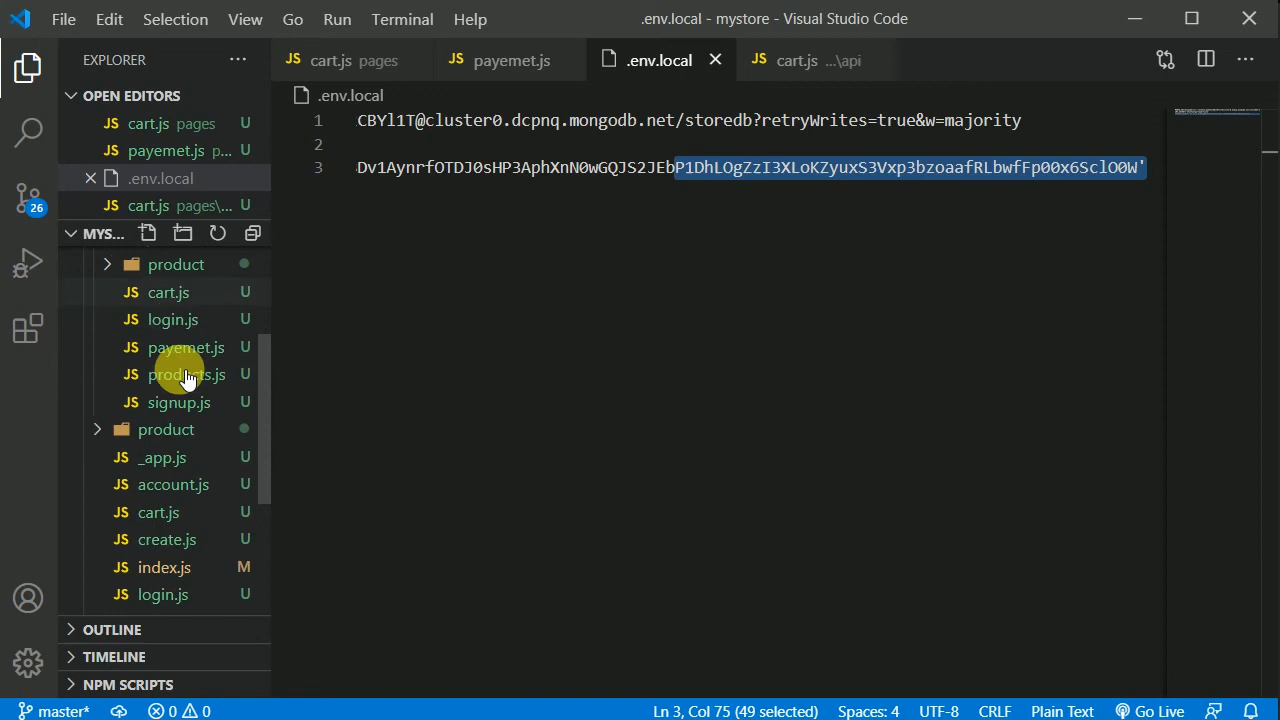 File Edit Selection View Go Run Terminal Help .env.local - mystore - Visual Studio Code
EXPLORER
JS cart.js pages JS payemet.js .env.local JS cart.js ...\api
OPEN EDITORS
JS cart.js pages U
JS payemet.js p... U
.env.local
JS cart.js pages\... U
MYS...
product
JS cart.js U
JS login.js U
JS payemet.js U
JS products.js U
JS signup.js U
product
JS _app.js U
JS account.js U
JS cart.js U
JS create.js U
JS index.js M
JS login.js U
OUTLINE
TIMELINE
NPM SCRIPTS
26
.env.local
1 CBYl1T@cluster0.dcpnq.mongodb.net/storedb?retryWrites=true&w=majority
2
3 Dv1AynrfOTDJ0sHP3AphXnN0wGQJS2JEbP1DhLOgZzI3XLoKZyuxS3Vxp3bzoaafRLbwfFp00x6SclO0W'
master* 0 0 Ln 3, Col 75 (49 selected) Spaces: 4 UTF-8 CRLF Plain Text Go Live